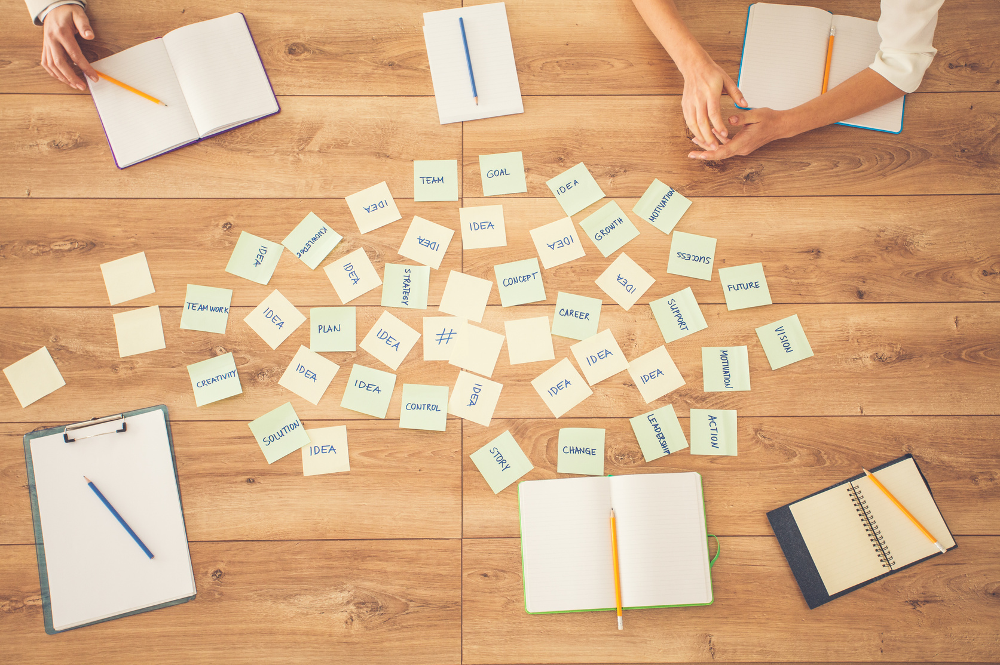 TEAM
GOAL
IDEA
MOTIVATION
IDEA
IDEA
IDEA
IDEA
GROWTH
KNOWLEDGE
IDEA
SUCCESS
IDEA
STRATEGY
CONCEPT
IDEA
FUTURE
TEAMWORK
IDEA
CAREER
SUPPORT
PLAN
IDEA
#
VISION
IDEA
CREATIVITY
IDEA
IDEA
IDEA
IDEA
MOTIVATION
CONTROL
IDEA
SOLUTION
IDEA
STORY
CHANGE
LEADERSHIP
ACTION